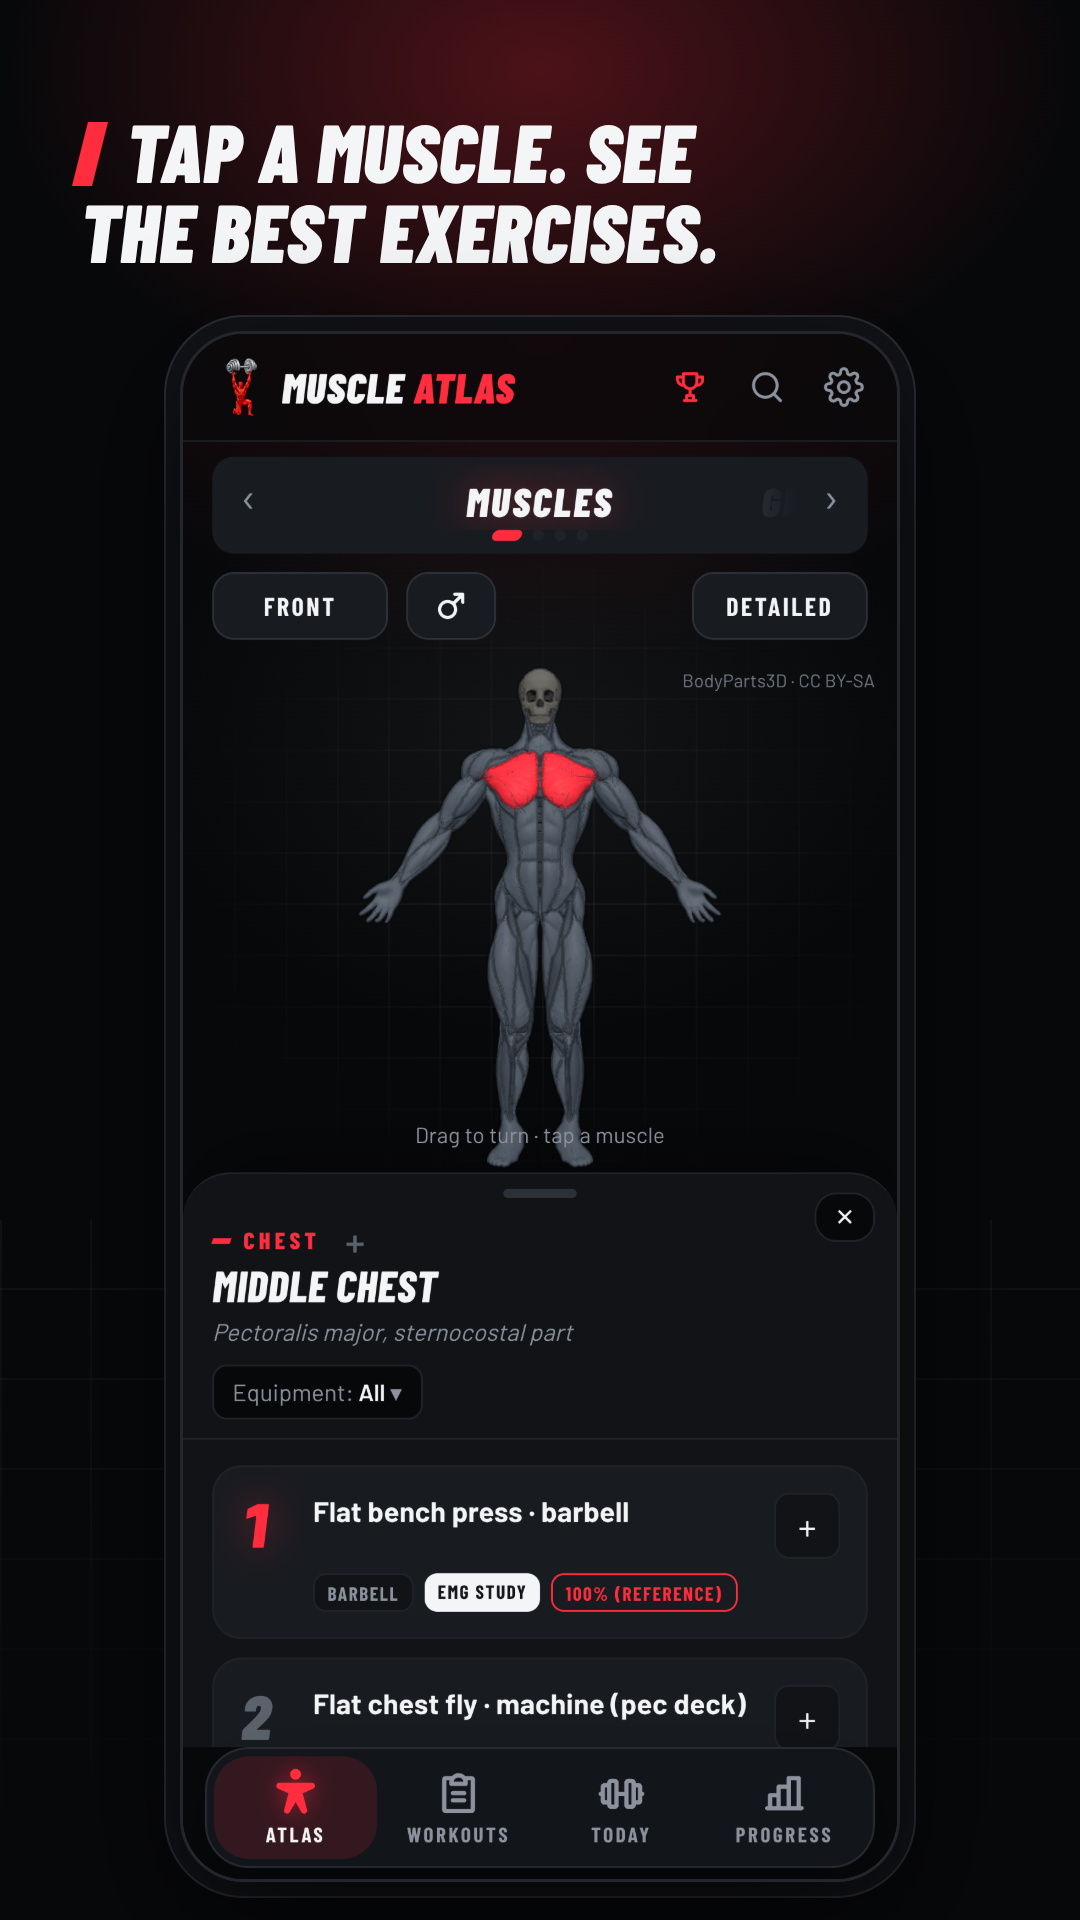 TAP A MUSCLE. SEE
THE BEST EXERCISES.
MUSCLE ATLAS
MUSCLES
FRONT
DETAILED
BodyParts3D · CC BY-SA
Drag to turn · tap a muscle
CHEST +
MIDDLE CHEST
Pectoralis major, sternocostal part
Equipment: All ▾
1 Flat bench press · barbell +
BARBELL EMG STUDY 100% (REFERENCE)
2 Flat chest fly · machine (pec deck) +
ATLAS WORKOUTS TODAY PROGRESS